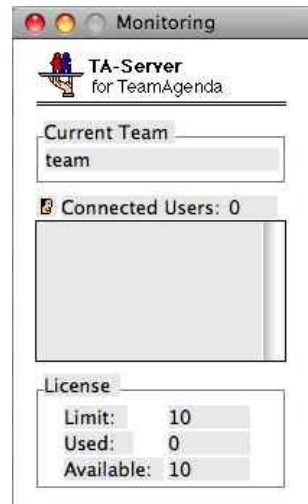 Monitoring
TA-Server
for TeamAgenda
Current Team
team
Connected Users: 0
License
Limit: 10
Used: 0
Available: 10